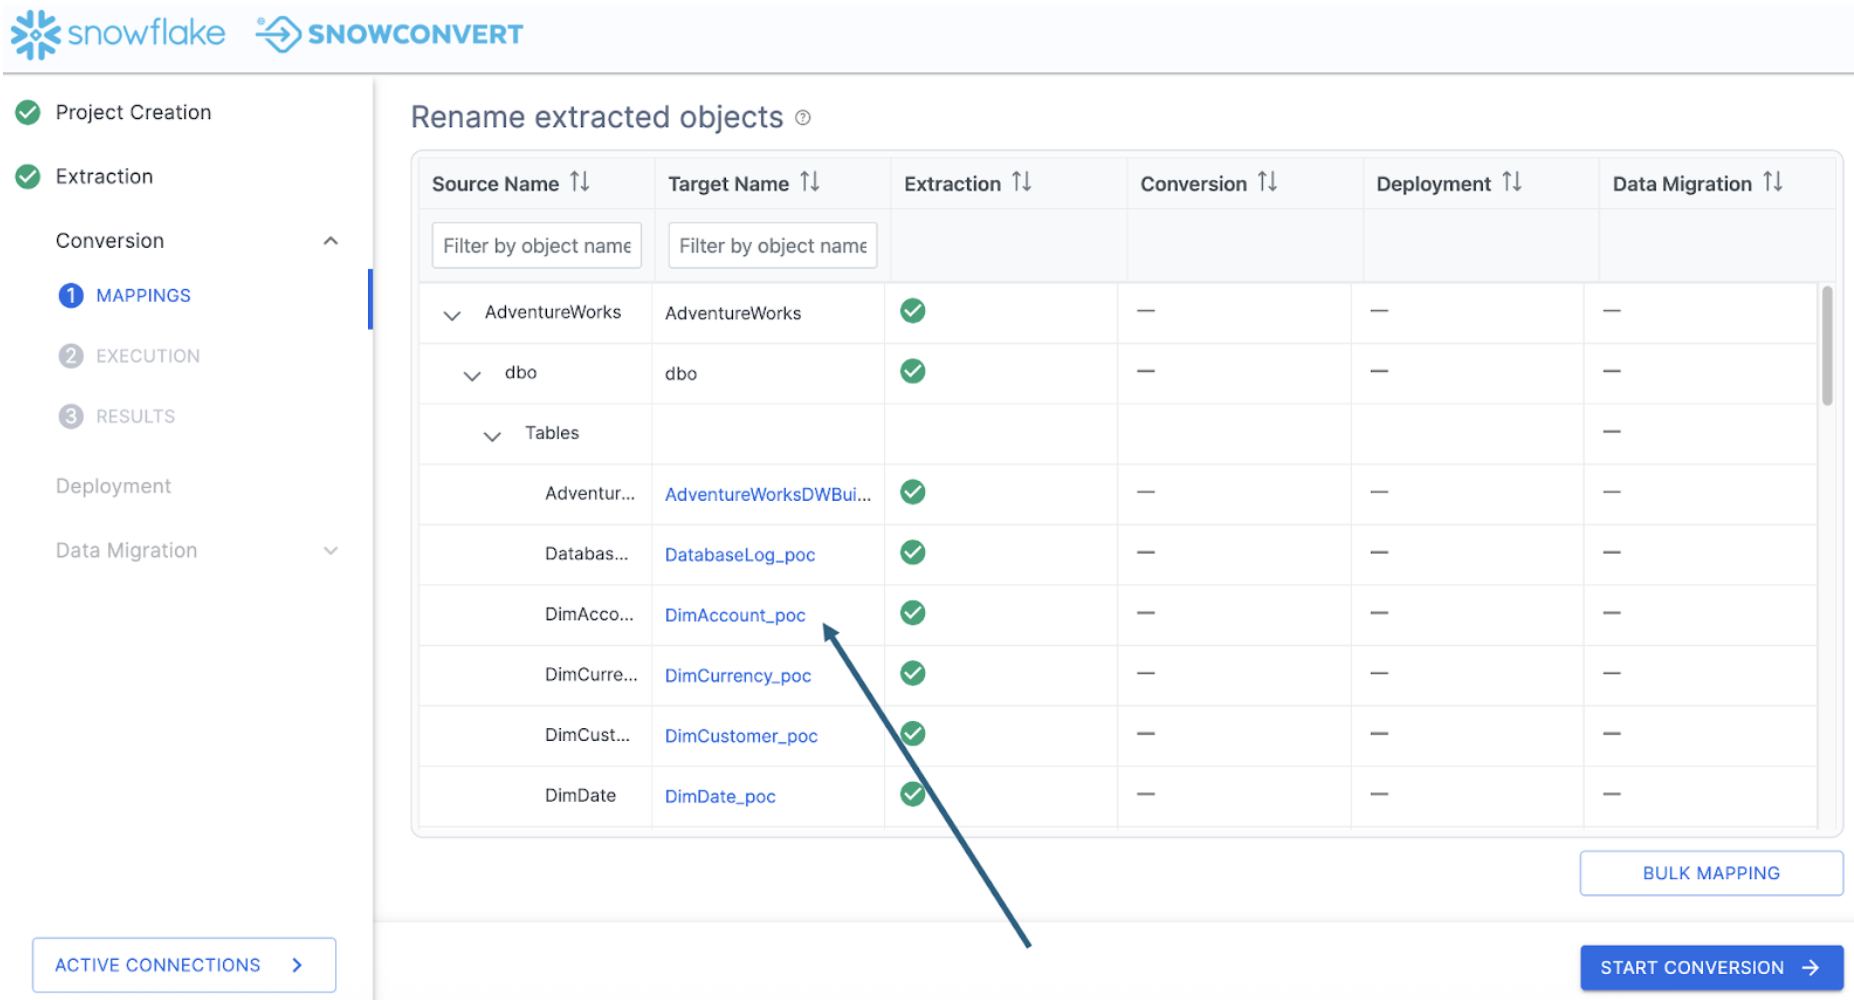 snowflake SNOWCONVERT
Project Creation
Extraction
Conversion
1 MAPPINGS
2 EXECUTION
3 RESULTS
Deployment
Data Migration
ACTIVE CONNECTIONS
Rename extracted objects ?
Source Name Target Name Extraction Conversion Deployment Data Migration
Filter by object name Filter by object name
AdventureWorks AdventureWorks — — —
dbo dbo — — —
Tables —
Adventur... AdventureWorksDWBui... — — —
Databas... DatabaseLog_poc — — —
DimAcco... DimAccount_poc — — —
DimCurre... DimCurrency_poc — — —
DimCust... DimCustomer_poc — — —
DimDate DimDate_poc — — —
BULK MAPPING
START CONVERSION